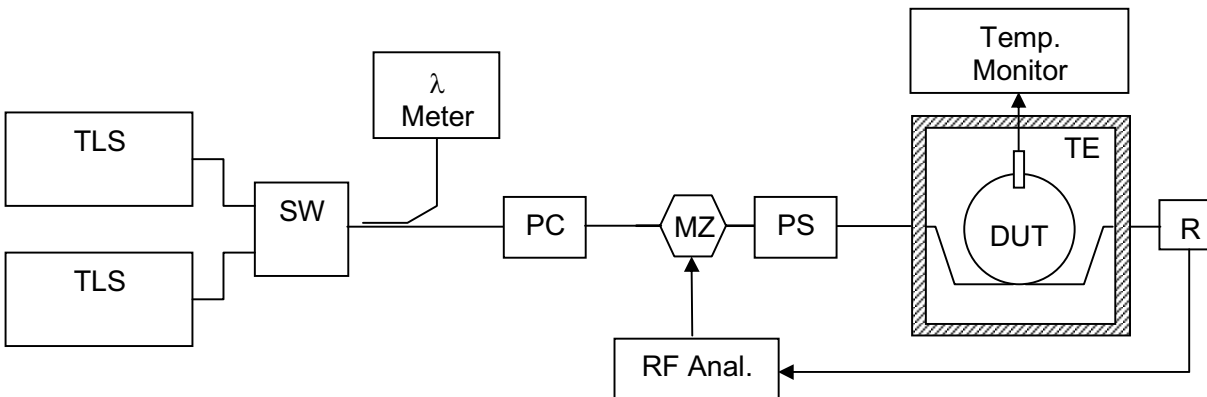 Temp.
Monitor
λ
Meter
TLS
TE
SW
PC
MZ
PS
DUT
R
TLS
RF Anal.